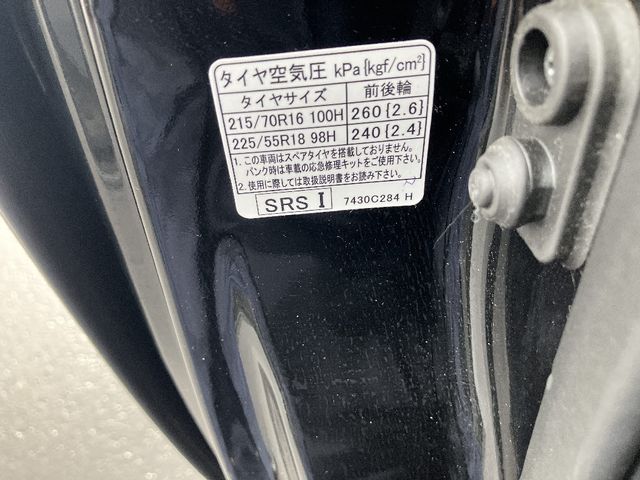 タイヤ空気圧 kPa{kgf/cm²}
タイヤサイズ 前後輪
215/70R16 100H 260{2.6}
225/55R18 98H 240{2.4}
1. この車両はスペアタイヤを搭載しておりません。
パンク時は車載の応急修理キットをご使用下さい。
2. 使用に際しては取扱説明書をお読み下さい。
SRS I 7430C284 H